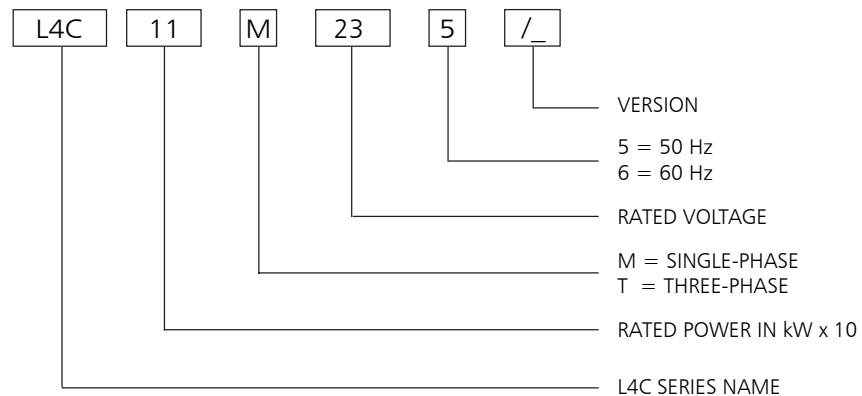 L4C 11 M 23 5 /_
VERSION
5 = 50 Hz
6 = 60 Hz
RATED VOLTAGE
M = SINGLE-PHASE
T = THREE-PHASE
RATED POWER IN kW x 10
L4C SERIES NAME